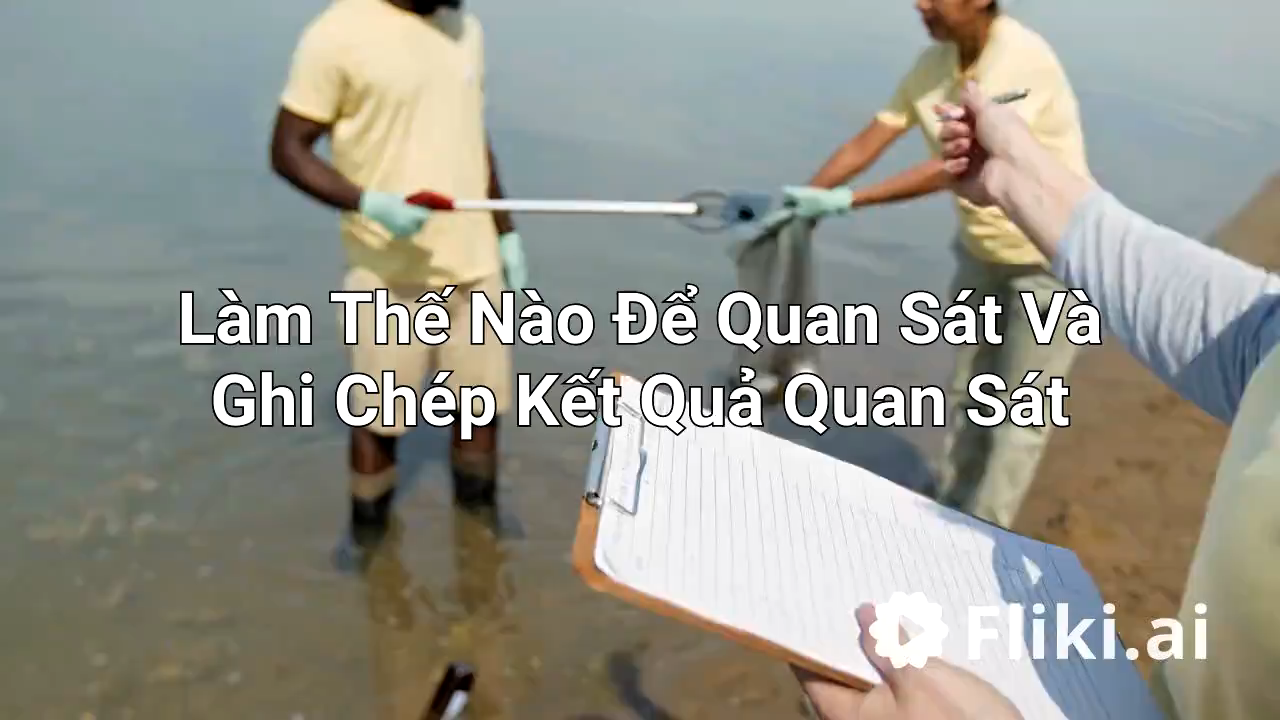 Làm Thế Nào Để Quan Sát Và
Ghi Chép Kết Quả Quan Sát
Fliki.ai